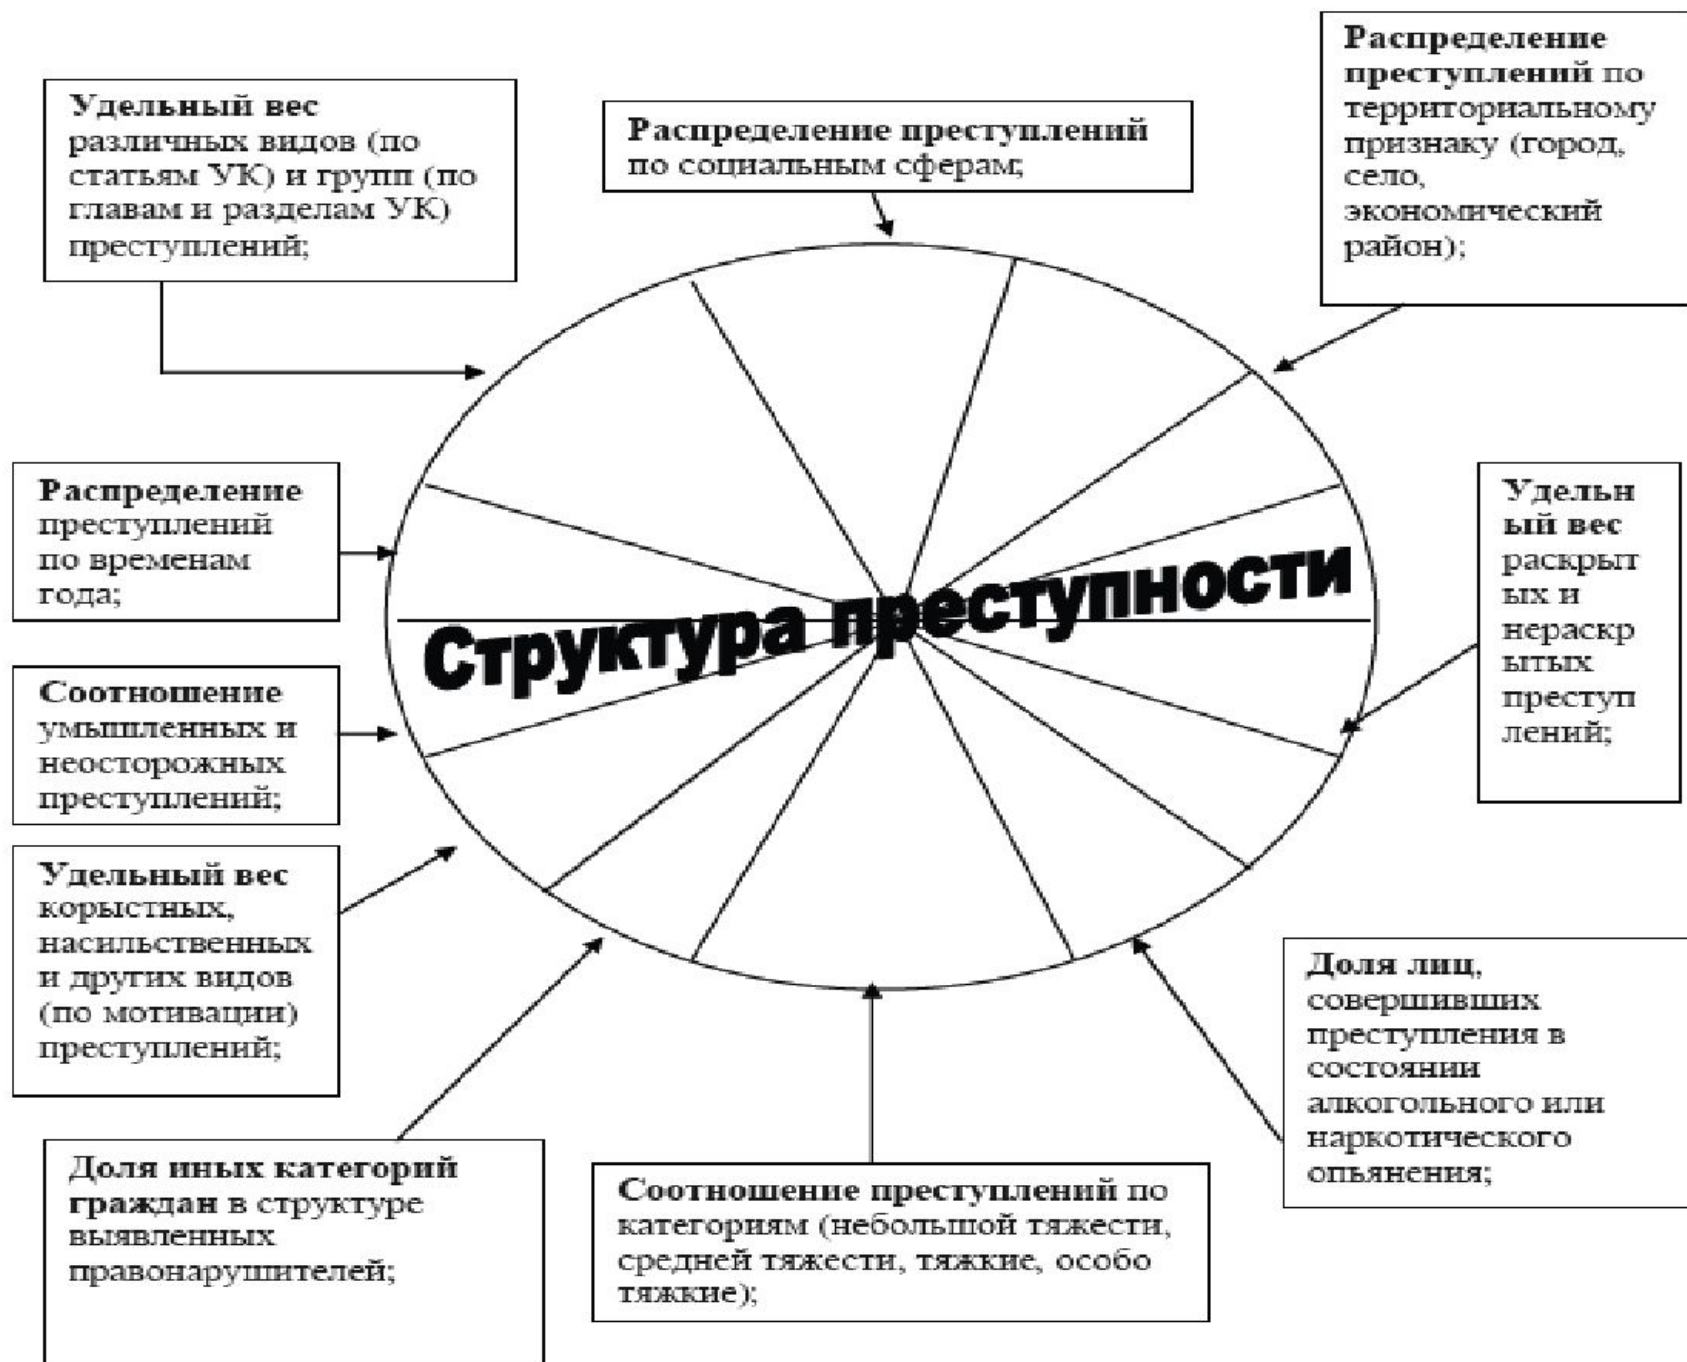 Удельный вес
различных видов (по
статьям УК) и групп (по
главам и разделам УК)
преступлений;
Распределение преступлений
по социальным сферам;
Распределение
преступлений по
территориальному
признаку (город,
село,
экономический
район);
Распределение
преступлений
по временам
года;
Удельн
ый вес
раскрыт
ых и
нераскр
ытых
преступ
лений;
Структура преступности
Соотношение
умышленных и
неосторожных
преступлений;
Удельный вес
корыстных,
насильственных
и других видов
(по мотивации)
преступлений;
Доля лиц,
совершивших
преступления в
состоянии
алкогольного или
наркотического
опьянения;
Доля иных категорий
граждан в структуре
выявленных
правонарушителей;
Соотношение преступлений по
категориям (небольшой тяжести,
средней тяжести, тяжкие, особо
тяжкие);